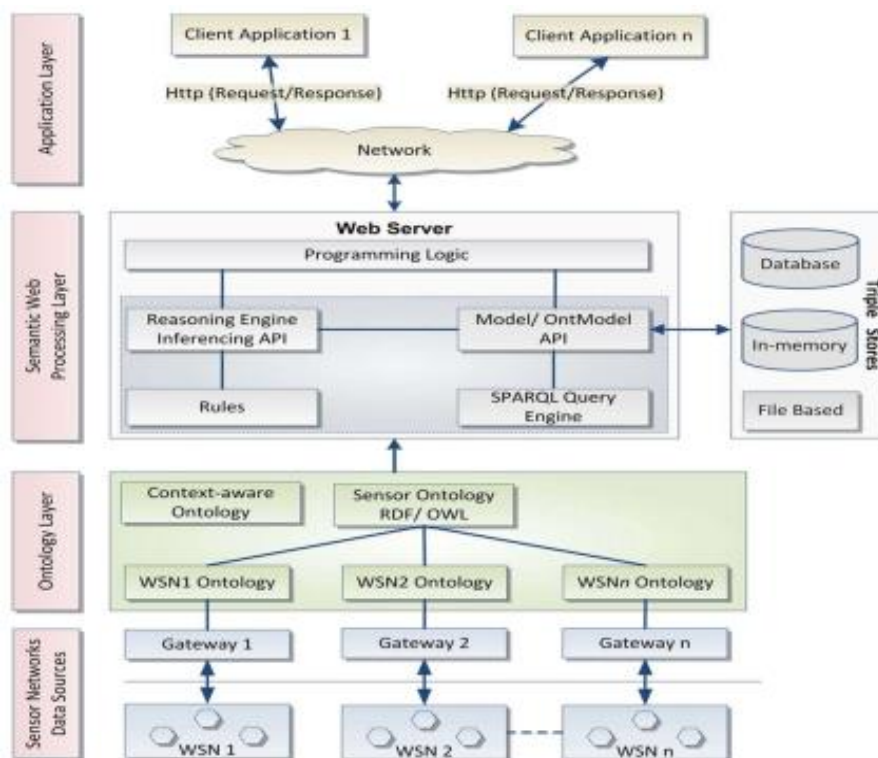 Application Layer
Client Application 1
Client Application n
Http (Request/Response)
Http (Request/Response)
Network
Semantic Web
Processing Layer
Web Server
Programming Logic
Reasoning Engine
Inferencing API
Model/ OntModel
API
Rules
SPARQL Query
Engine
Database
In-memory
File Based
Triple Stores
Ontology Layer
Context-aware
Ontology
Sensor Ontology
RDF/ OWL
WSN1 Ontology
WSN2 Ontology
WSNn Ontology
Sensor Networks
Data Sources
Gateway 1
Gateway 2
Gateway n
WSN 1
WSN 2
WSN n